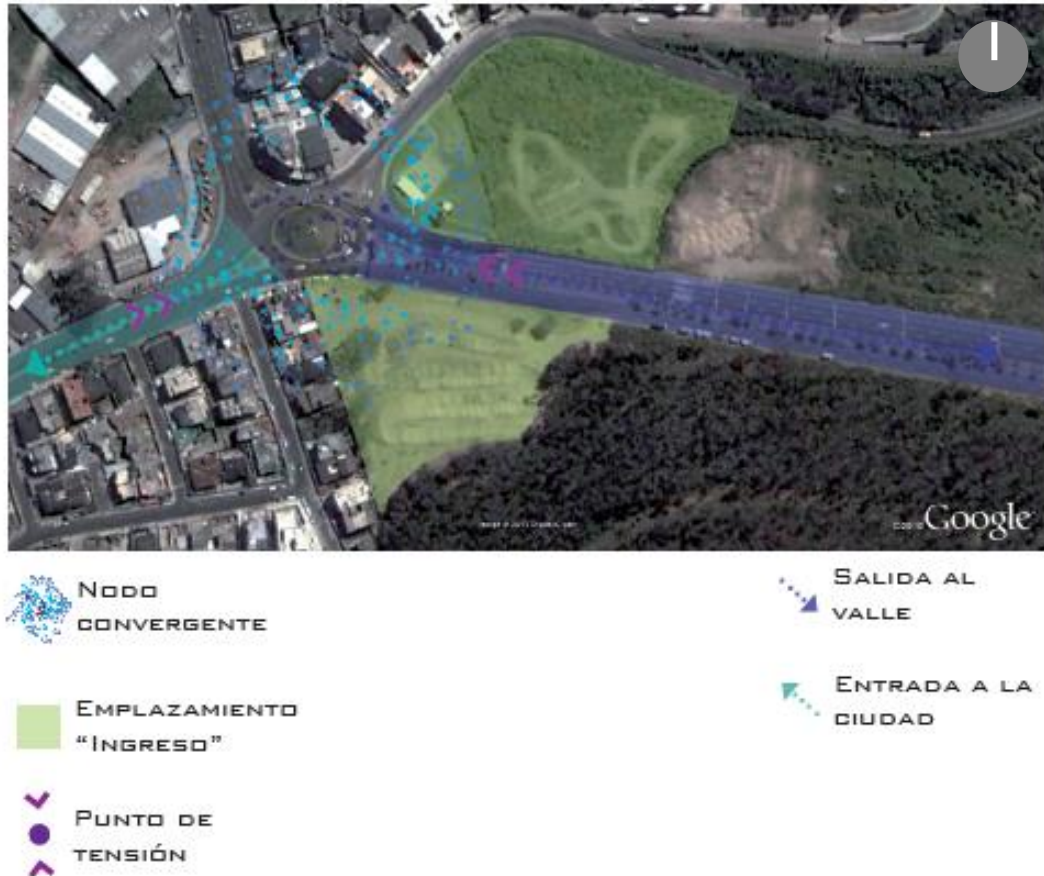 Google
NODO
CONVERGENTE
EMPLAZAMIENTO
"INGRESO"
PUNTO DE
TENSIÓN
SALIDA AL
VALLE
ENTRADA A LA
CIUDAD